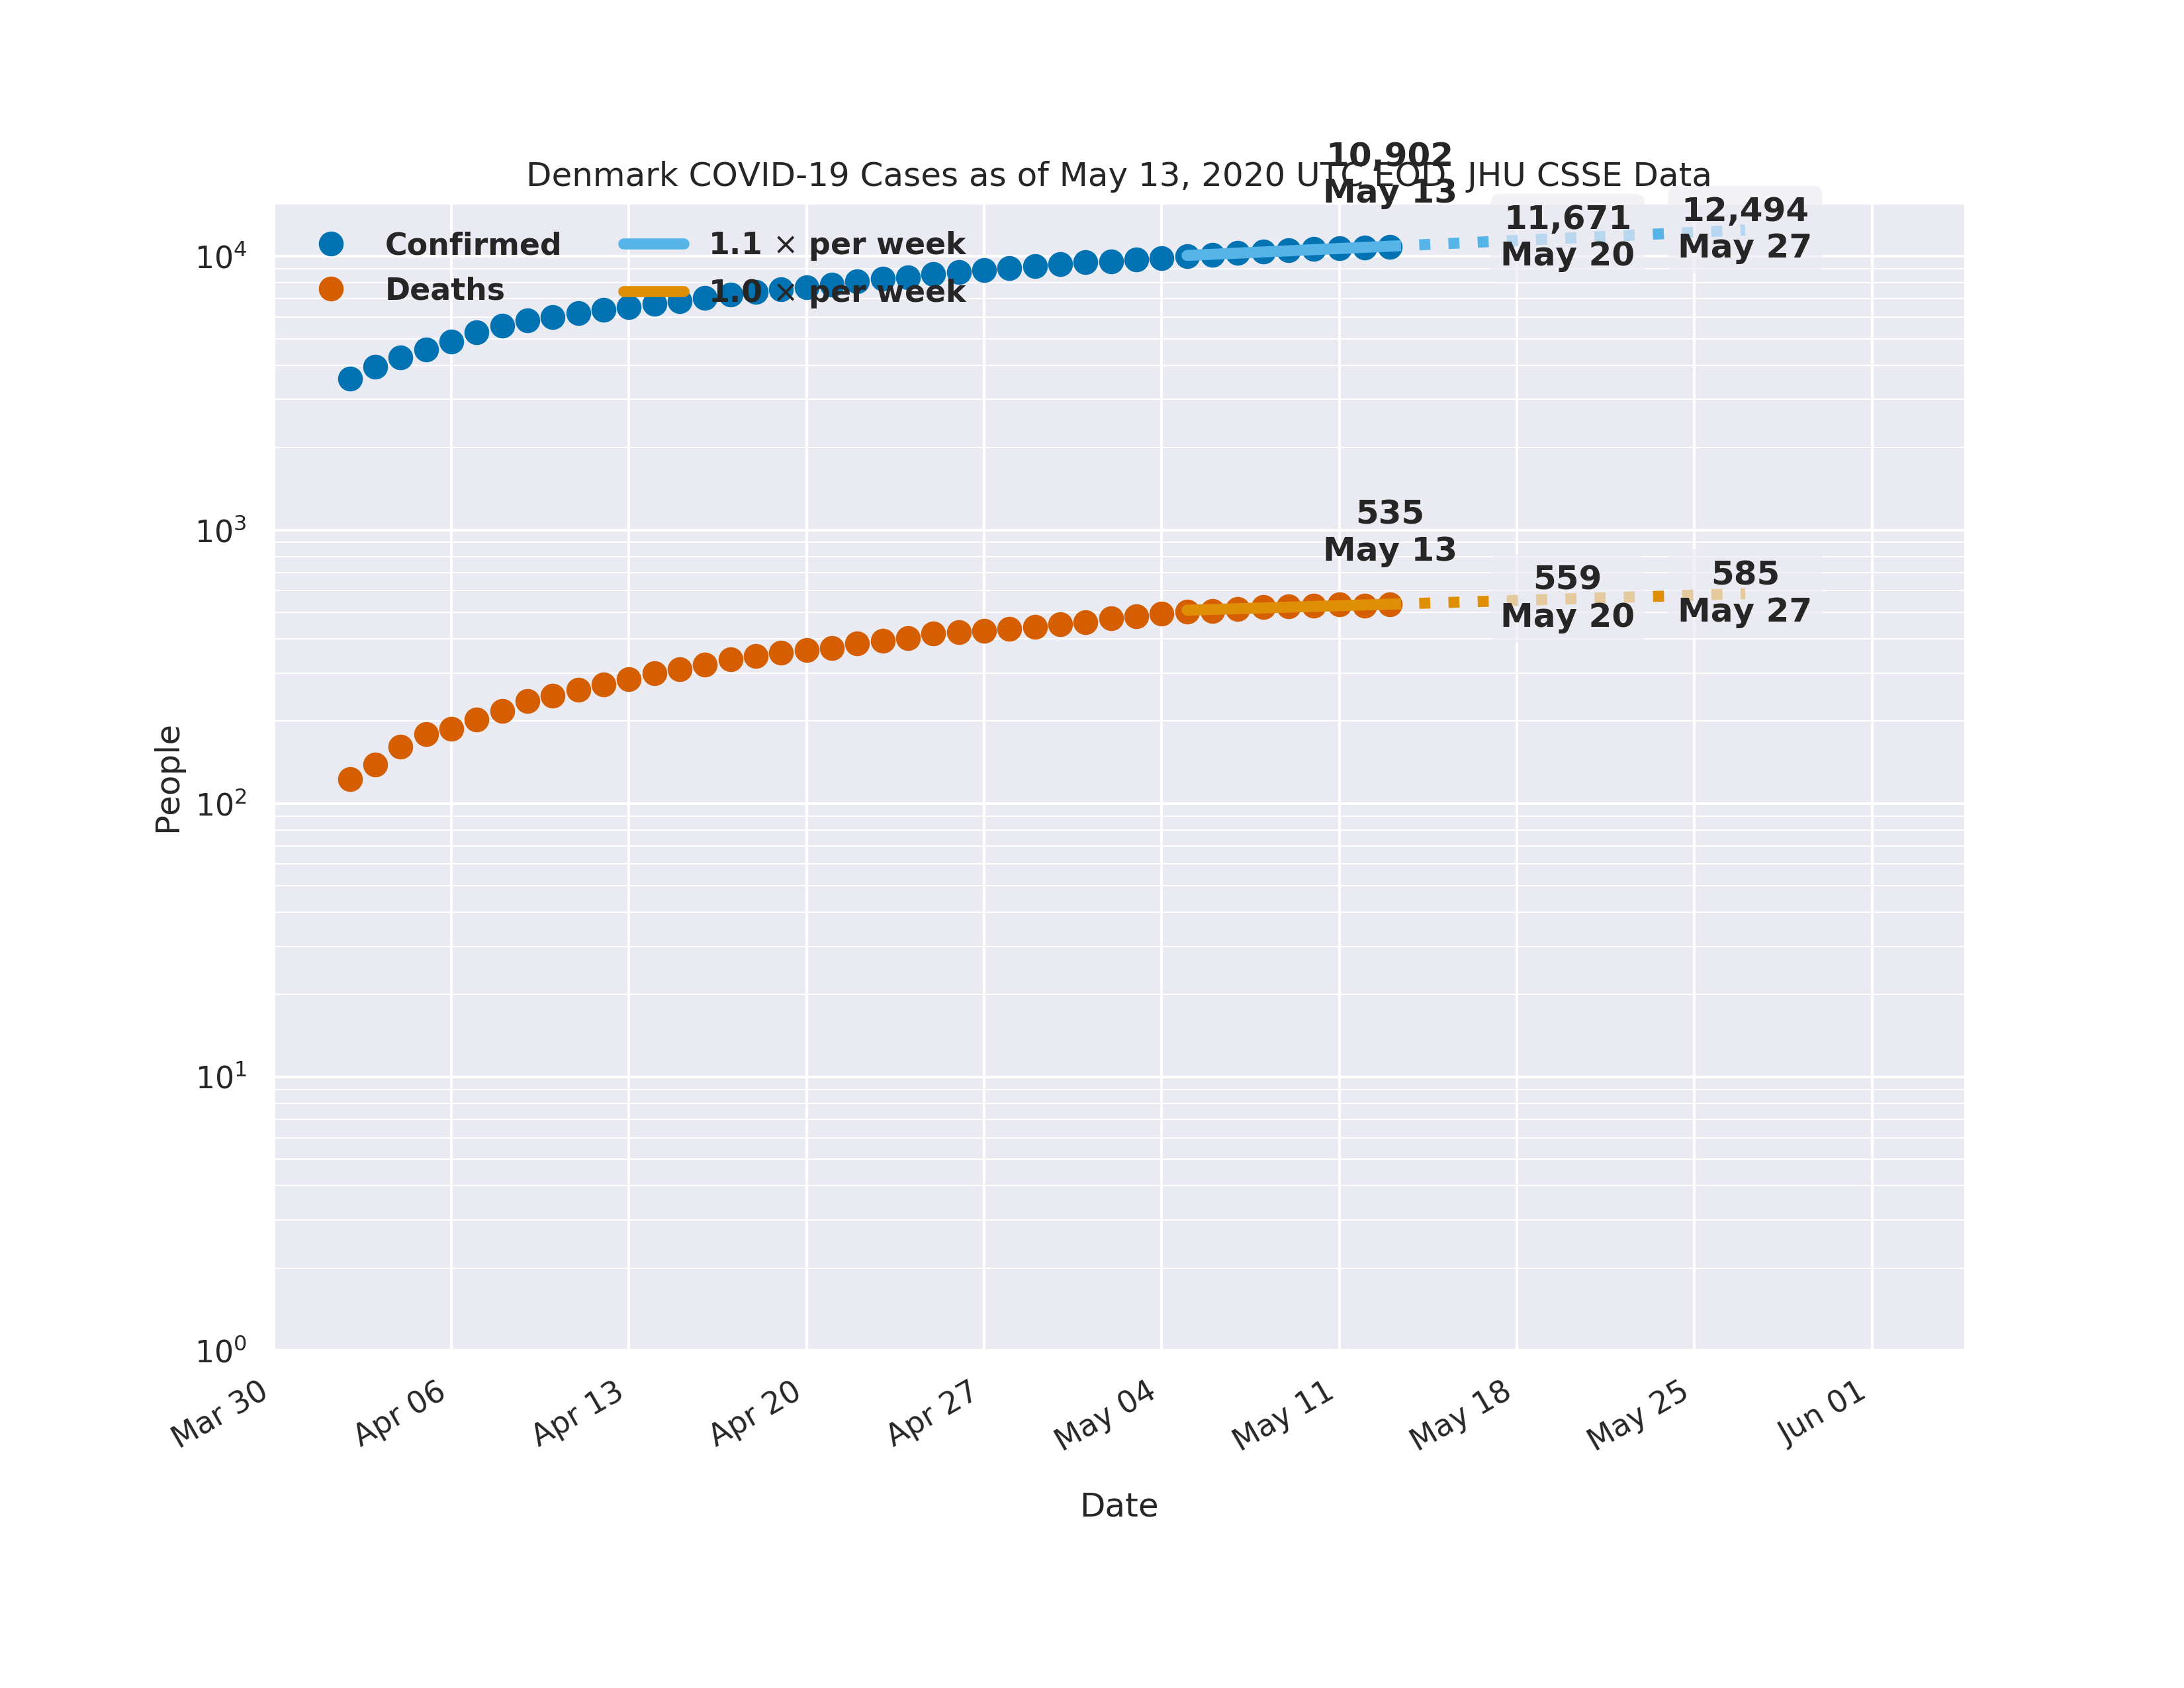 10,902
May 13
Denmark COVID-19 Cases as of May 13, 2020 UTC EOD, JHU CSSE Data
11,671
May 20
12,494
May 27
Confirmed
Deaths
1.1 × per week
1.0 × per week
535
May 13
559
May 20
585
May 27
People
10⁴
10³
10²
10¹
10⁰
Mar 30
Apr 06
Apr 13
Apr 20
Apr 27
May 04
May 11
May 18
May 25
Jun 01
Date